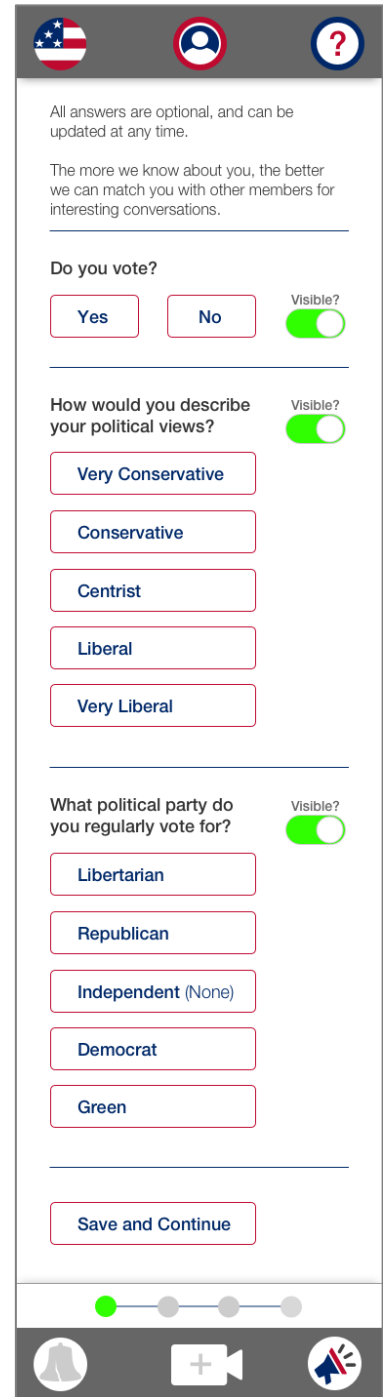 ?
All answers are optional, and can be
updated at any time.
The more we know about you, the better
we can match you with other members for
interesting conversations.
Do you vote?
Visible?
Yes
No
How would you describe
your political views?
Visible?
Very Conservative
Conservative
Centrist
Liberal
Very Liberal
What political party do
you regularly vote for?
Visible?
Libertarian
Republican
Independent (None)
Democrat
Green
Save and Continue